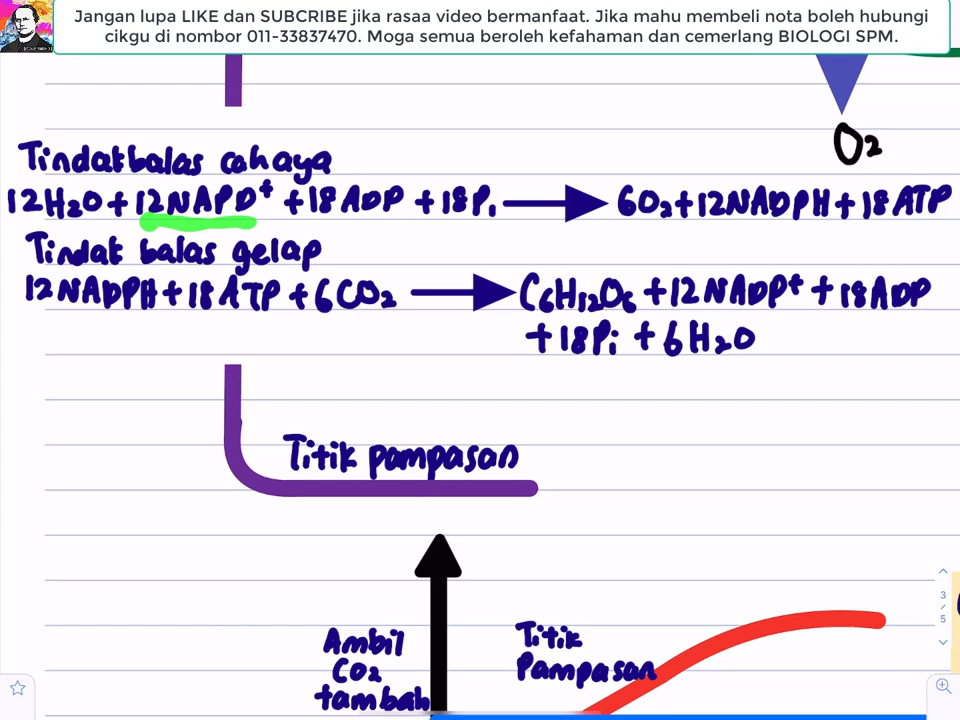 Jangan lupa LIKE dan SUBCRIBE jika rasaa video bermanfaat. Jika mahu membeli nota boleh hubungi
cikgu di nombor 011-33837470. Moga semua beroleh kefahaman dan cemerlang BIOLOGI SPM.
O2
Tindakbalas cahaya
12H2O + 12NAPD+ + 18ADP + 18Pi → 6O2 + 12NADPH + 18ATP
Tindak balas gelap
12NADPH + 18ATP + 6CO2 → C6H12O6 + 12NADP+ + 18ADP
+ 18Pi + 6H2O
Titik pampasan
Ambil
CO2
tambah
Titik
Pampasan
3
/
5